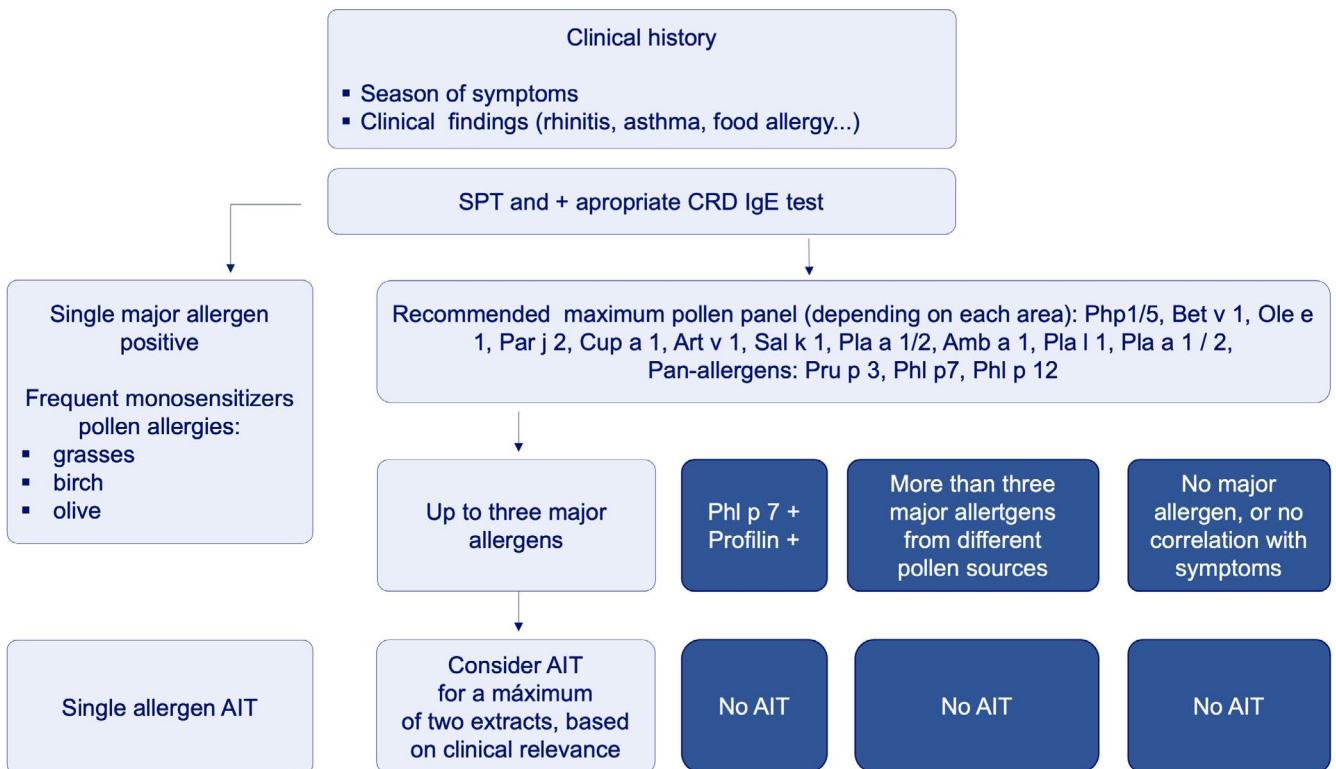 Clinical history
▪ Season of symptoms
▪ Clinical findings (rhinitis, asthma, food allergy...)
SPT and + apropriate CRD IgE test
Single major allergen
positive
Frequent monosensitizers
pollen allergies:
▪ grasses
▪ birch
▪ olive
Recommended maximum pollen panel (depending on each area): Php1/5, Bet v 1, Ole e
1, Par j 2, Cup a 1, Art v 1, Sal k 1, Pla a 1/2, Amb a 1, Pla l 1, Pla a 1 / 2,
Pan-allergens: Pru p 3, Phl p7, Phl p 12
Up to three major
allergens
Phl p 7 +
Profilin +
More than three
major allertgens
from different
pollen sources
No major
allergen, or no
correlation with
symptoms
Single allergen AIT
Consider AIT
for a máximum
of two extracts, based
on clinical relevance
No AIT
No AIT
No AIT